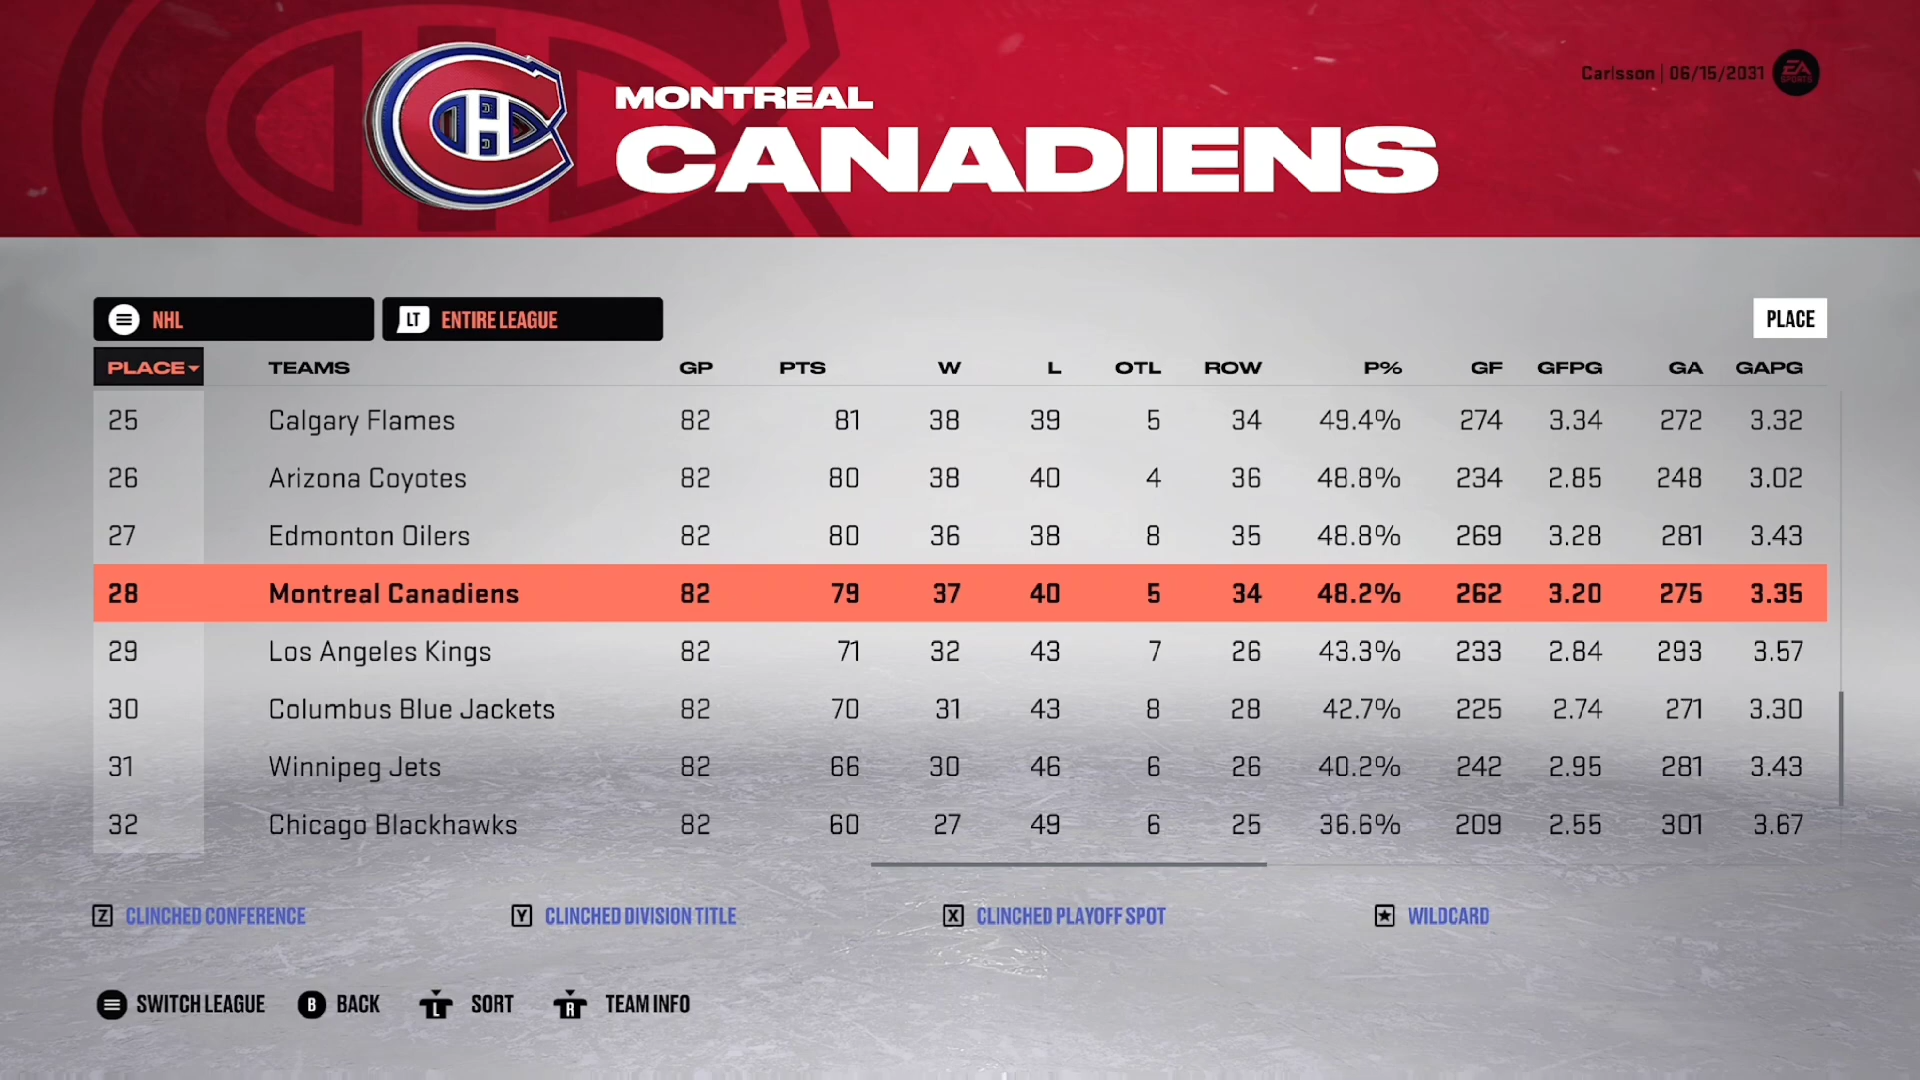 Carlsson | 06/15/2031 EA SPORTS
MONTREAL
CANADIENS
NHL LT ENTIRE LEAGUE PLACE
PLACE TEAMS GP PTS W L OTL ROW P% GF GFPG GA GAPG
25 Calgary Flames 82 81 38 39 5 34 49.4% 274 3.34 272 3.32
26 Arizona Coyotes 82 80 38 40 4 36 48.8% 234 2.85 248 3.02
27 Edmonton Oilers 82 80 36 38 8 35 48.8% 269 3.28 281 3.43
28 Montreal Canadiens 82 79 37 40 5 34 48.2% 262 3.20 275 3.35
29 Los Angeles Kings 82 71 32 43 7 26 43.3% 233 2.84 293 3.57
30 Columbus Blue Jackets 82 70 31 43 8 28 42.7% 225 2.74 271 3.30
31 Winnipeg Jets 82 66 30 46 6 26 40.2% 242 2.95 281 3.43
32 Chicago Blackhawks 82 60 27 49 6 25 36.6% 209 2.55 301 3.67
Z CLINCHED CONFERENCE Y CLINCHED DIVISION TITLE X CLINCHED PLAYOFF SPOT WILDCARD
SWITCH LEAGUE B BACK L SORT R TEAM INFO